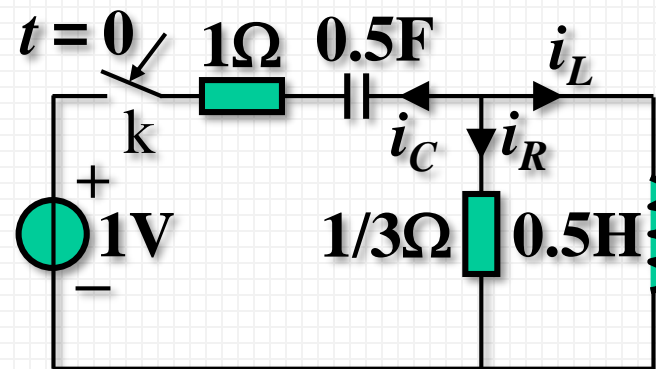 t = 0
1Ω
0.5F
i_L
k
i_C
i_R
+
1V
1/3Ω
0.5H
−